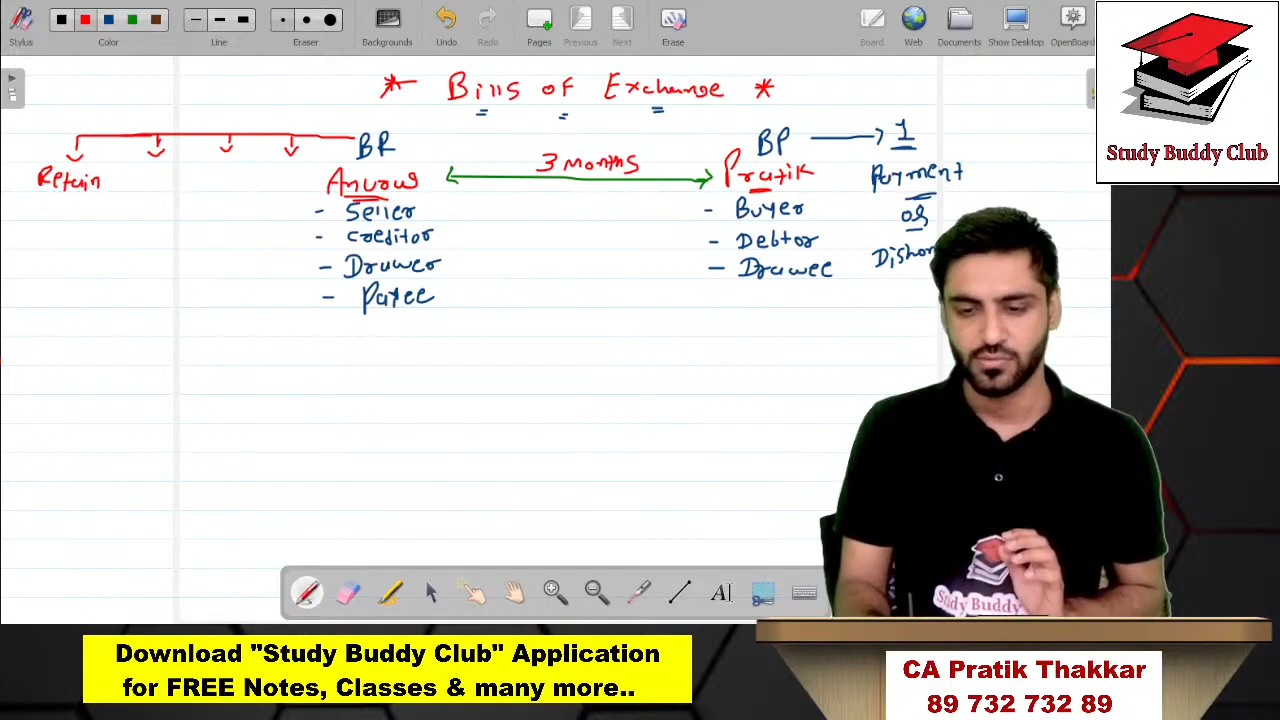 Stylus
Color
Line
Eraser
Backgrounds
Undo
Redo
Pages
Previous
Next
Erase
Board
Web
Documents
Show Desktop
OpenBoard
Study Buddy Club
* Bills of Exchange *
BR
BP
1
Retain
3 months
Pratik
Payment
- Seller
- Creditor
- Drawer
- Payee
- Buyer
- Debtor
- Drawee
or
Dishon
Study Buddy
Download "Study Buddy Club" Application
for FREE Notes, Classes & many more..
CA Pratik Thakkar
89 732 732 89